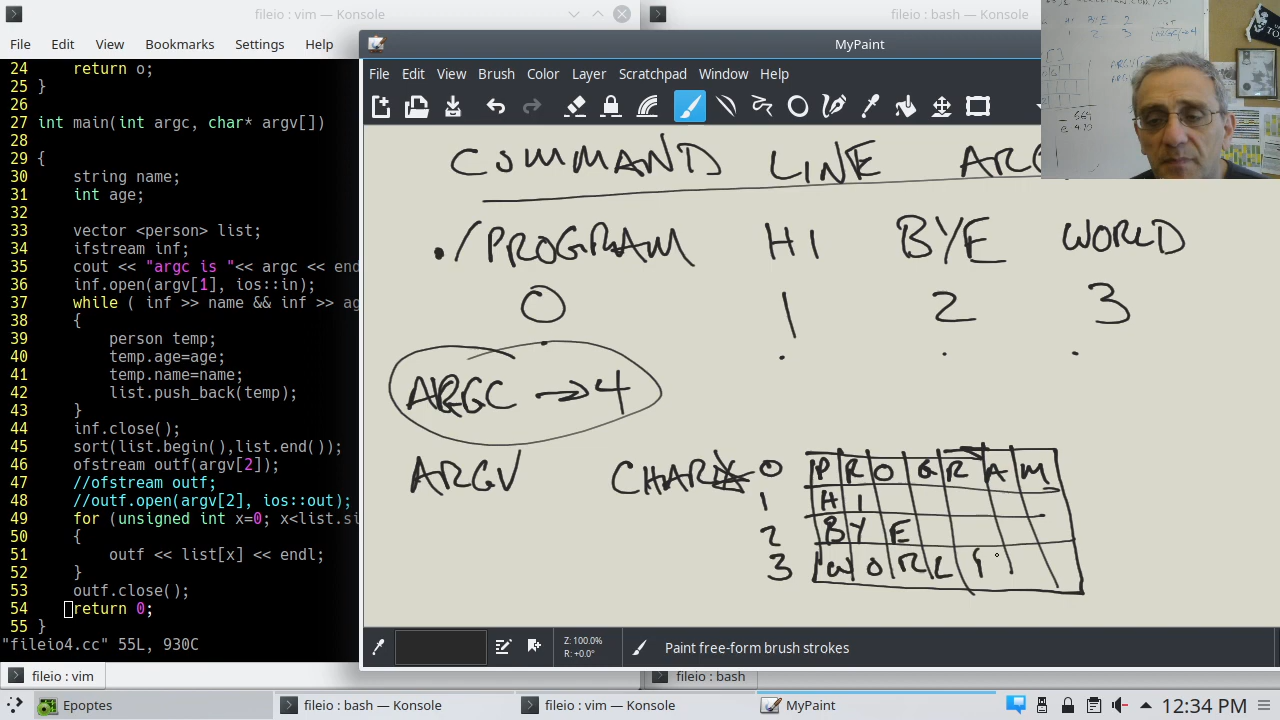 fileio : vim — Konsole
fileio : bash — Konsole
File Edit View Bookmarks Settings Help
24 return o;
25 }
26
27 int main(int argc, char* argv[])
28
29 {
30 string name;
31 int age;
32
33 vector <person> list;
34 ifstream inf;
35 cout << "argc is "<< argc << end
36 inf.open(argv[1], ios::in);
37 while ( inf >> name && inf >> ag
38 {
39 person temp;
40 temp.age=age;
41 temp.name=name;
42 list.push_back(temp);
43 }
44 inf.close();
45 sort(list.begin(),list.end());
46 ofstream outf(argv[2]);
47 //ofstream outf;
48 //outf.open(argv[2], ios::out);
49 for (unsigned int x=0; x<list.si
50 {
51 outf << list[x] << endl;
52 }
53 outf.close();
54 return 0;
55 }
"fileio4.cc" 55L, 930C
MyPaint
File Edit View Brush Color Layer Scratchpad Window Help
COMMAND LINE ARG
./PROGRAM HI BYE WORLD
0 1 2 3
ARGC → 4
ARGV CHAR* 0 PROGRAM
1 HI
2 BYE
3 WORL
Z: 100.0%
R: +0.0°
Paint free-form brush strokes
fileio : vim
fileio : bash
Epoptes
fileio : bash — Konsole
fileio : vim — Konsole
MyPaint
12:34 PM